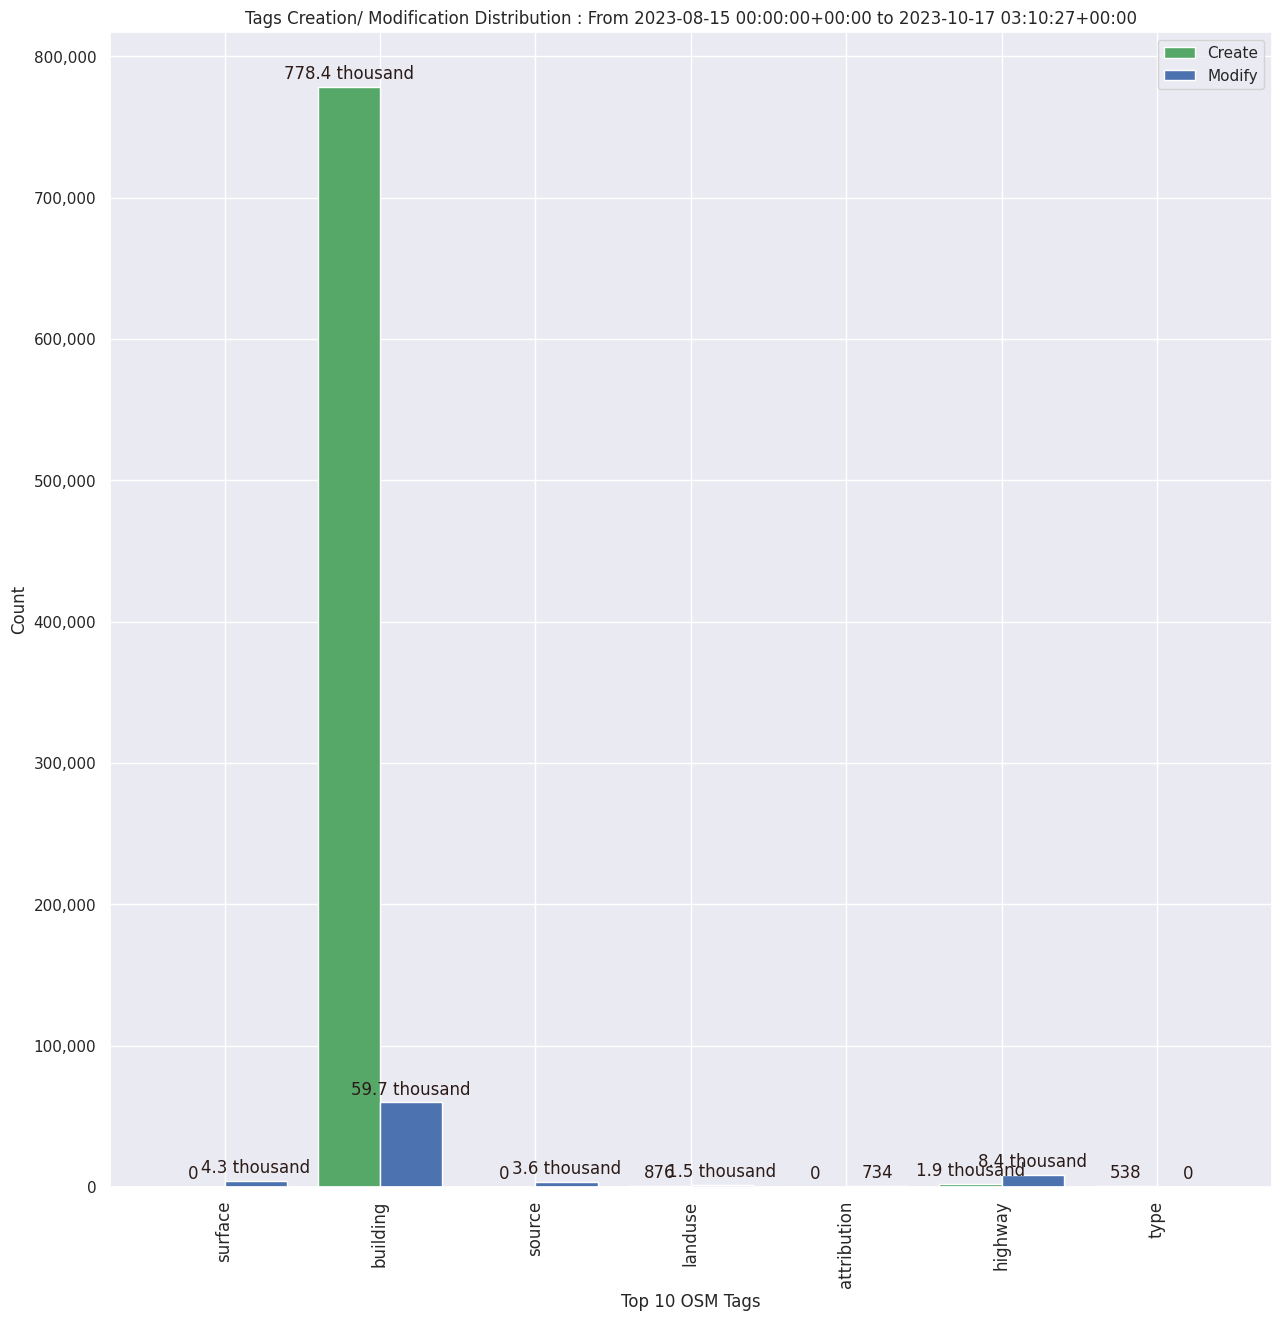 Tags Creation/ Modification Distribution : From 2023-08-15 00:00:00+00:00 to 2023-10-17 03:10:27+00:00
Create
Modify
Count
800,000
700,000
600,000
500,000
400,000
300,000
200,000
100,000
0
0
4.3 thousand
778.4 thousand
59.7 thousand
0
3.6 thousand
876
1.5 thousand
0
734
1.9 thousand
8.4 thousand
538
0
surface
building
source
landuse
attribution
highway
type
Top 10 OSM Tags